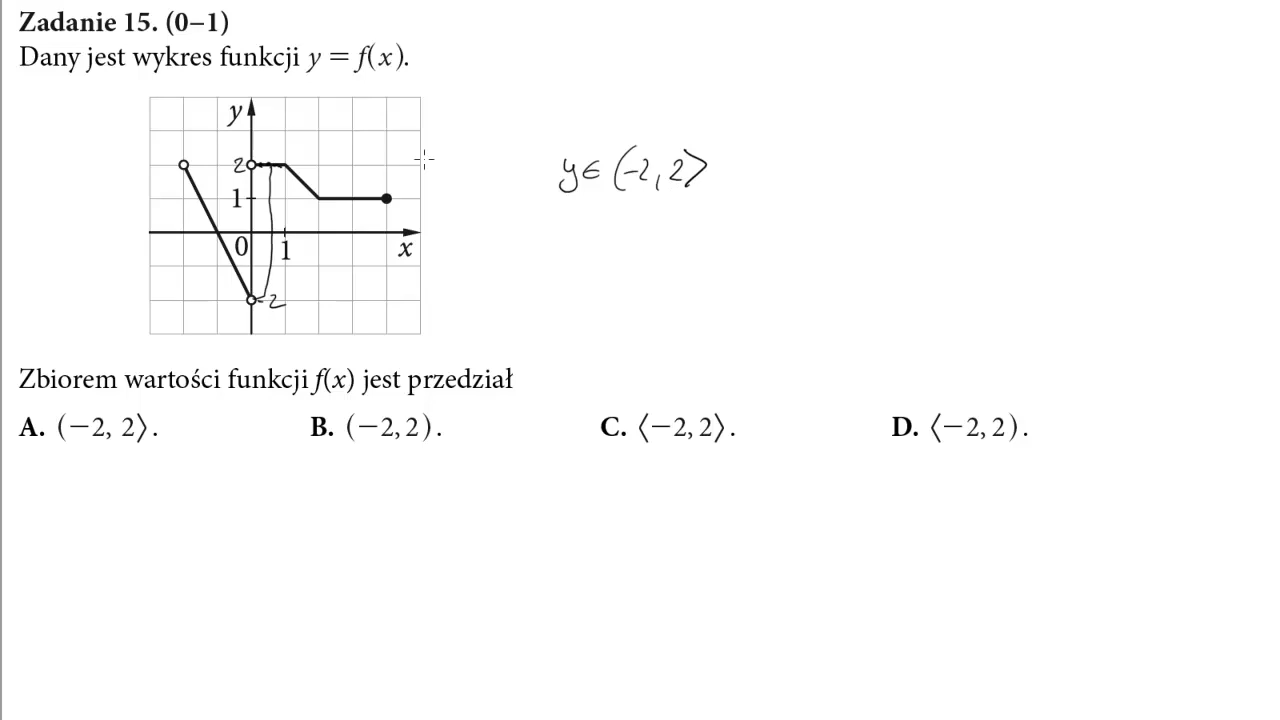 Zadanie 15. (0–1)
Dany jest wykres funkcji y = f(x).
y
2
1
0
1
x
-2
y∈(-2, 2⟩
Zbiorem wartości funkcji f(x) jest przedział
A. (−2, 2⟩. B. (−2, 2). C. ⟨−2, 2⟩. D. ⟨−2, 2).